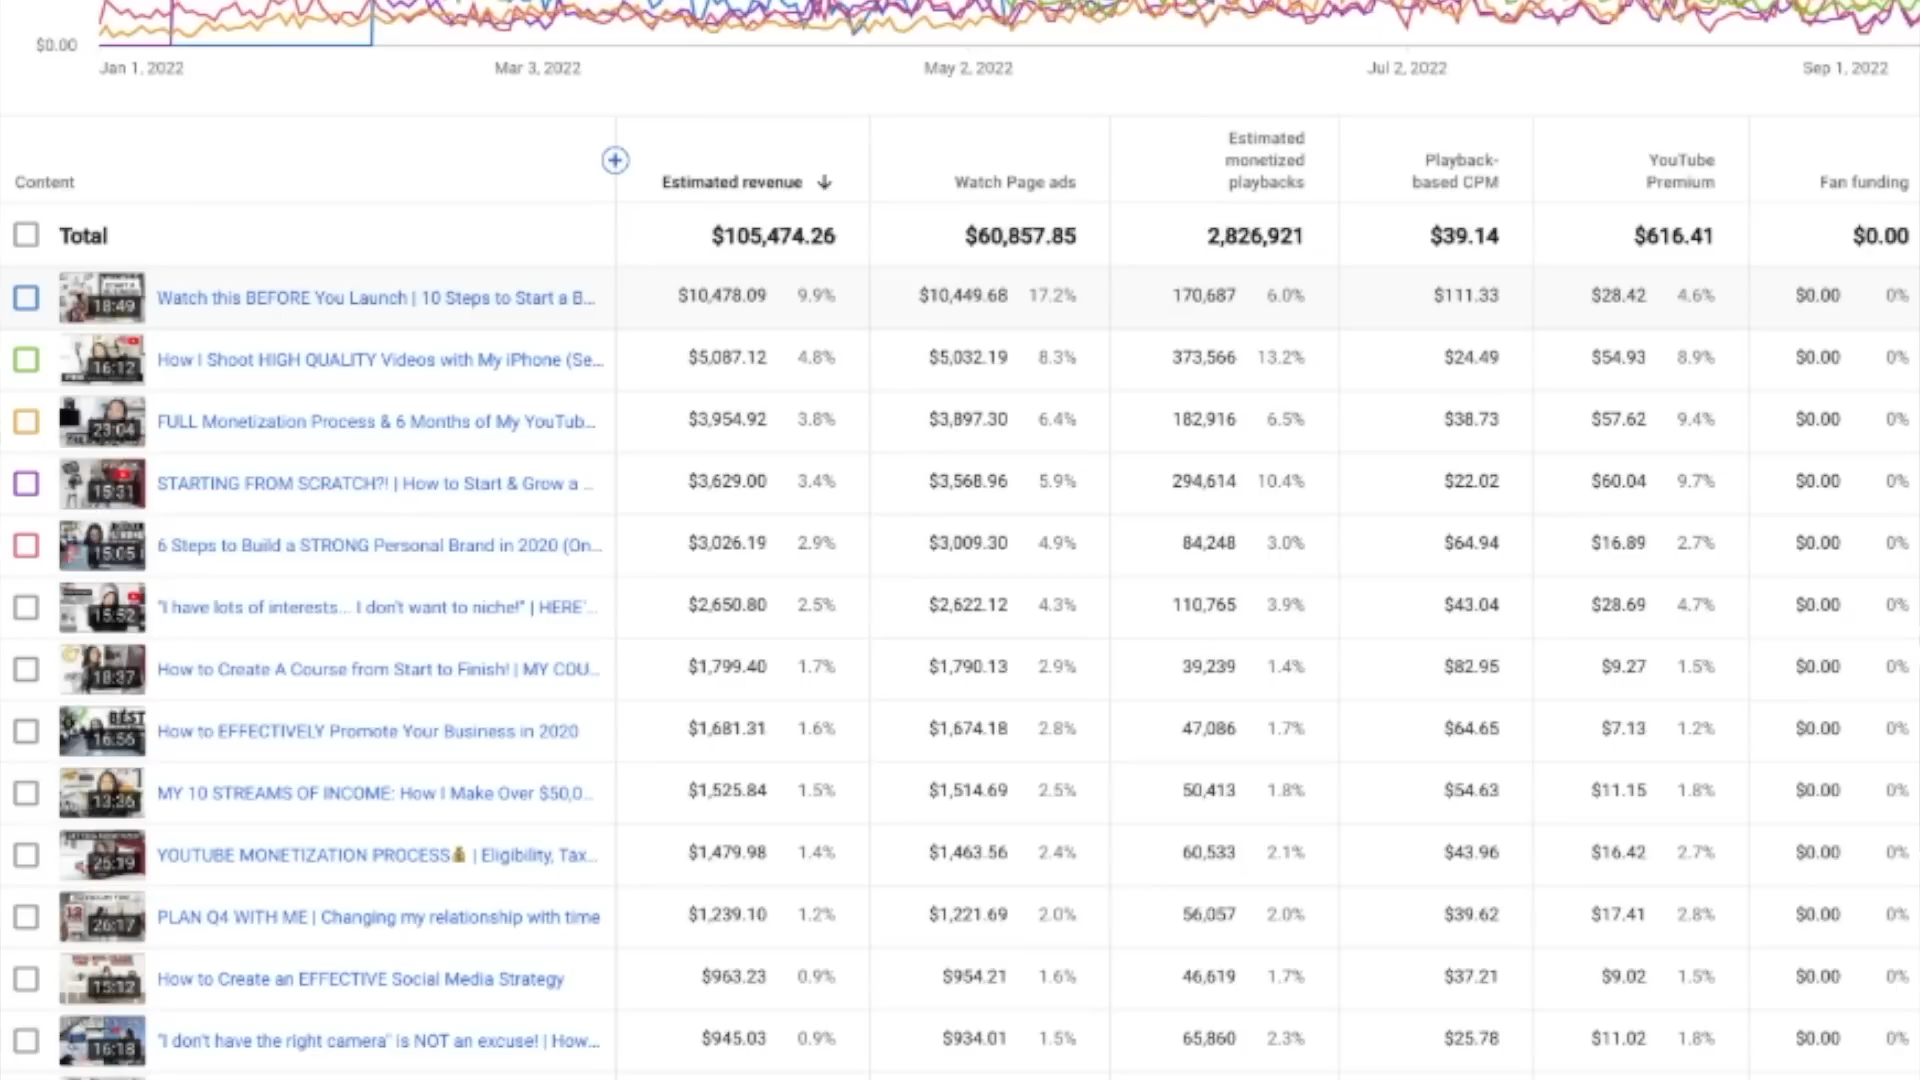 $0.00
Jan 1, 2022 Mar 3, 2022 May 2, 2022 Jul 2, 2022 Sep 1, 2022
Content Estimated revenue Watch Page ads Estimated monetized playbacks Playback-based CPM YouTube Premium Fan funding
Total $105,474.26 $60,857.85 2,826,921 $39.14 $616.41 $0.00
18:49 Watch this BEFORE You Launch | 10 Steps to Start a B... $10,478.09 9.9% $10,449.68 17.2% 170,687 6.0% $111.33 $28.42 4.6% $0.00 0%
16:12 How I Shoot HIGH QUALITY Videos with My iPhone (Se... $5,087.12 4.8% $5,032.19 8.3% 373,566 13.2% $24.49 $54.93 8.9% $0.00 0%
23:04 FULL Monetization Process & 6 Months of My YouTub... $3,954.92 3.8% $3,897.30 6.4% 182,916 6.5% $38.73 $57.62 9.4% $0.00 0%
15:31 STARTING FROM SCRATCH?! | How to Start & Grow a ... $3,629.00 3.4% $3,568.96 5.9% 294,614 10.4% $22.02 $60.04 9.7% $0.00 0%
15:05 6 Steps to Build a STRONG Personal Brand in 2020 (On... $3,026.19 2.9% $3,009.30 4.9% 84,248 3.0% $64.94 $16.89 2.7% $0.00 0%
15:52 "I have lots of interests... I don't want to niche!" | HERE'... $2,650.80 2.5% $2,622.12 4.3% 110,765 3.9% $43.04 $28.69 4.7% $0.00 0%
18:37 How to Create A Course from Start to Finish! | MY COU... $1,799.40 1.7% $1,790.13 2.9% 39,239 1.4% $82.95 $9.27 1.5% $0.00 0%
BEST 16:56 How to EFFECTIVELY Promote Your Business in 2020 $1,681.31 1.6% $1,674.18 2.8% 47,086 1.7% $64.65 $7.13 1.2% $0.00 0%
13:36 MY 10 STREAMS OF INCOME: How I Make Over $50,0... $1,525.84 1.5% $1,514.69 2.5% 50,413 1.8% $54.63 $11.15 1.8% $0.00 0%
25:19 YOUTUBE MONETIZATION PROCESS💰 | Eligibility, Tax... $1,479.98 1.4% $1,463.56 2.4% 60,533 2.1% $43.96 $16.42 2.7% $0.00 0%
26:17 PLAN Q4 WITH ME | Changing my relationship with time $1,239.10 1.2% $1,221.69 2.0% 56,057 2.0% $39.62 $17.41 2.8% $0.00 0%
15:12 How to Create an EFFECTIVE Social Media Strategy $963.23 0.9% $954.21 1.6% 46,619 1.7% $37.21 $9.02 1.5% $0.00 0%
16:18 "I don't have the right camera" is NOT an excuse! | How... $945.03 0.9% $934.01 1.5% 65,860 2.3% $25.78 $11.02 1.8% $0.00 0%